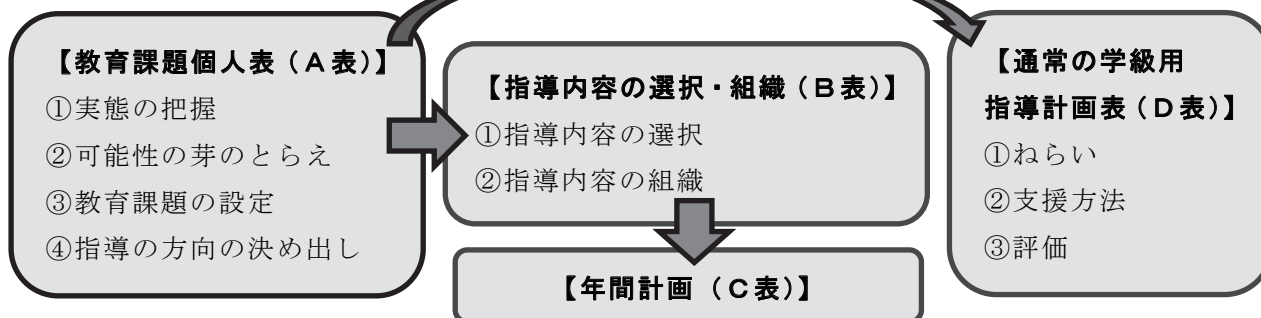 【教育課題個人表（Ａ表）】
①実態の把握
②可能性の芽のとらえ
③教育課題の設定
④指導の方向の決め出し
【指導内容の選択・組織（Ｂ表）】
①指導内容の選択
②指導内容の組織
【年間計画（Ｃ表）】
【通常の学級用
指導計画表（Ｄ表）】
①ねらい
②支援方法
③評価